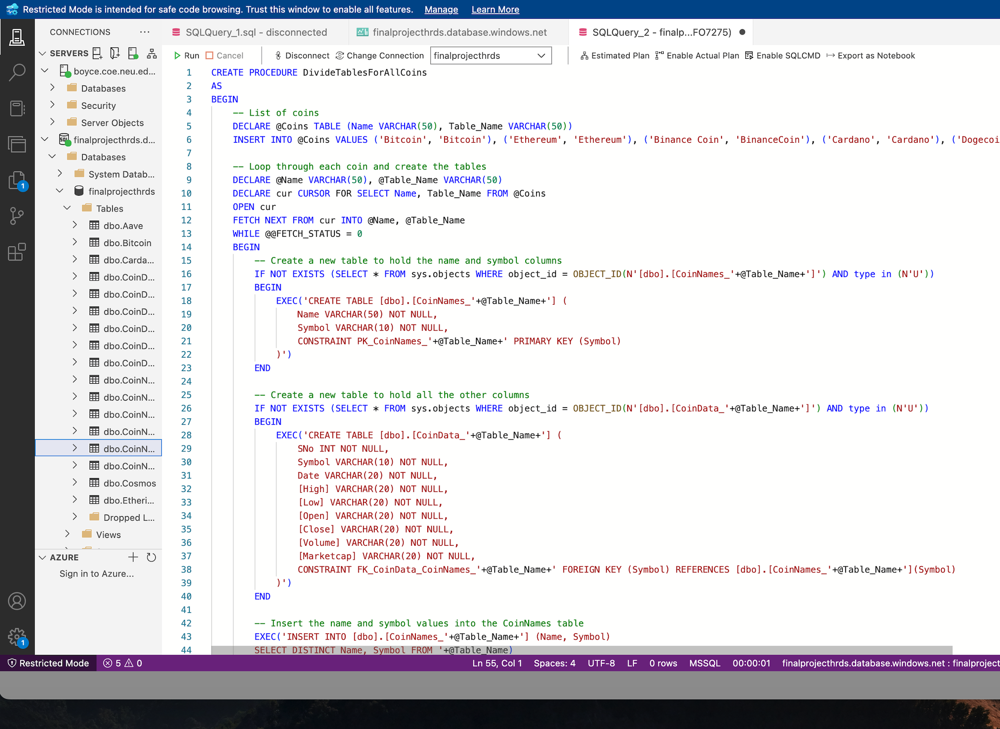 Restricted Mode is intended for safe code browsing. Trust this window to enable all features. Manage Learn More
CONNECTIONS ···
SERVERS
boyce.coe.neu.ed...
Databases
Security
Server Objects
finalprojecthrds.d...
Databases
System Datab...
finalprojecthrds
Tables
dbo.Aave
dbo.Bitcoin
dbo.Carda...
dbo.CoinD...
dbo.CoinD...
dbo.CoinD...
dbo.CoinD...
dbo.CoinD...
dbo.CoinD...
dbo.CoinN...
dbo.CoinN...
dbo.CoinN...
dbo.CoinN...
dbo.CoinN...
dbo.CoinN...
dbo.Cosmos
dbo.Etheri...
Dropped L...
Views
AZURE
Sign in to Azure...
1
1
SQLQuery_1.sql - disconnected
finalprojecthrds.database.windows.net
SQLQuery_2 - finalp...FO7275) ●
Run Cancel Disconnect Change Connection finalprojecthrds Estimated Plan Enable Actual Plan Enable SQLCMD Export as Notebook
1 CREATE PROCEDURE DivideTablesForAllCoins
2 AS
3 BEGIN
4 -- List of coins
5 DECLARE @Coins TABLE (Name VARCHAR(50), Table_Name VARCHAR(50))
6 INSERT INTO @Coins VALUES ('Bitcoin', 'Bitcoin'), ('Ethereum', 'Ethereum'), ('Binance Coin', 'BinanceCoin'), ('Cardano', 'Cardano'), ('Dogecoi
7
8 -- Loop through each coin and create the tables
9 DECLARE @Name VARCHAR(50), @Table_Name VARCHAR(50)
10 DECLARE cur CURSOR FOR SELECT Name, Table_Name FROM @Coins
11 OPEN cur
12 FETCH NEXT FROM cur INTO @Name, @Table_Name
13 WHILE @@FETCH_STATUS = 0
14 BEGIN
15 -- Create a new table to hold the name and symbol columns
16 IF NOT EXISTS (SELECT * FROM sys.objects WHERE object_id = OBJECT_ID(N'[dbo].[CoinNames_'+@Table_Name+']') AND type in (N'U'))
17 BEGIN
18 EXEC('CREATE TABLE [dbo].[CoinNames_'+@Table_Name+'] (
19 Name VARCHAR(50) NOT NULL,
20 Symbol VARCHAR(10) NOT NULL,
21 CONSTRAINT PK_CoinNames_'+@Table_Name+' PRIMARY KEY (Symbol)
22 )')
23 END
24
25 -- Create a new table to hold all the other columns
26 IF NOT EXISTS (SELECT * FROM sys.objects WHERE object_id = OBJECT_ID(N'[dbo].[CoinData_'+@Table_Name+']') AND type in (N'U'))
27 BEGIN
28 EXEC('CREATE TABLE [dbo].[CoinData_'+@Table_Name+'] (
29 SNo INT NOT NULL,
30 Symbol VARCHAR(10) NOT NULL,
31 Date VARCHAR(20) NOT NULL,
32 [High] VARCHAR(20) NOT NULL,
33 [Low] VARCHAR(20) NOT NULL,
34 [Open] VARCHAR(20) NOT NULL,
35 [Close] VARCHAR(20) NOT NULL,
36 [Volume] VARCHAR(20) NOT NULL,
37 [Marketcap] VARCHAR(20) NOT NULL,
38 CONSTRAINT FK_CoinData_CoinNames_'+@Table_Name+' FOREIGN KEY (Symbol) REFERENCES [dbo].[CoinNames_'+@Table_Name+'](Symbol)
39 )')
40 END
41
42 -- Insert the name and symbol values into the CoinNames table
43 EXEC('INSERT INTO [dbo].[CoinNames_'+@Table_Name+'] (Name, Symbol)
44 SELECT DISTINCT Name, Symbol FROM '+@Table_Name)
Restricted Mode 5 0 Ln 55, Col 1 Spaces: 4 UTF-8 LF 0 rows MSSQL 00:00:01 finalprojecthrds.database.windows.net : finalproject